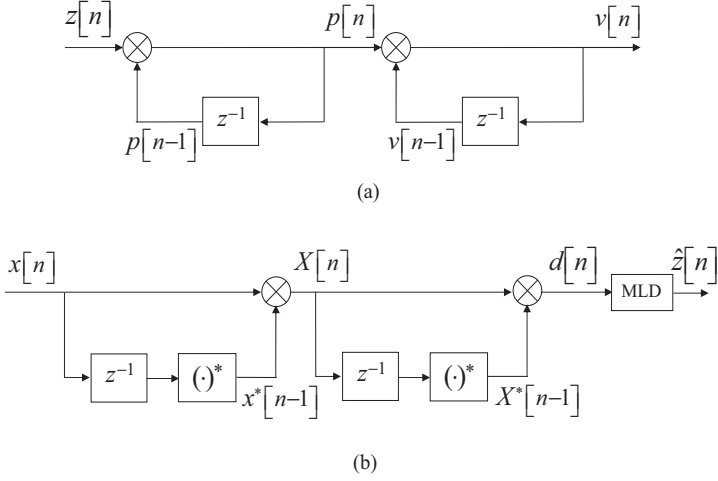 z[n] p[n] v[n]
z⁻¹ z⁻¹
p[n−1] v[n−1]
(a)
x[n] X[n] d[n] ẑ[n]
MLD
z⁻¹ (·)* z⁻¹ (·)*
x*[n−1] X*[n−1]
(b)